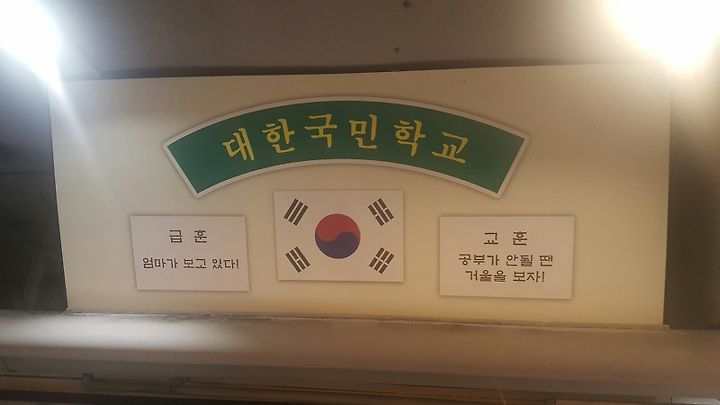 대한국민학교
급훈
엄마가 보고 있다!
교훈
공부가 안될 땐
거울을 보자!